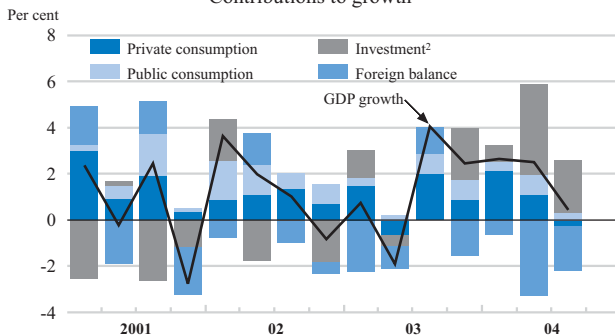 Contributions to growth
Per cent
8
Private consumption
Investment²
Public consumption
Foreign balance
6
GDP growth
4
2
0
-2
-4
2001
02
03
04